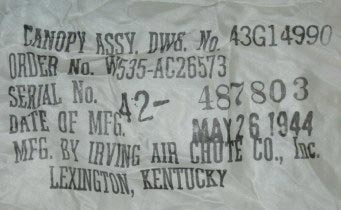 CANOPY ASSY, DWG. No. 43G14990
ORDER No. W535-AC26573
SERIAL No. 42- 487803
DATE OF MFG. MAY 26 1944
MFG. BY IRVING AIR CHUTE CO., Inc.
LEXINGTON, KENTUCKY